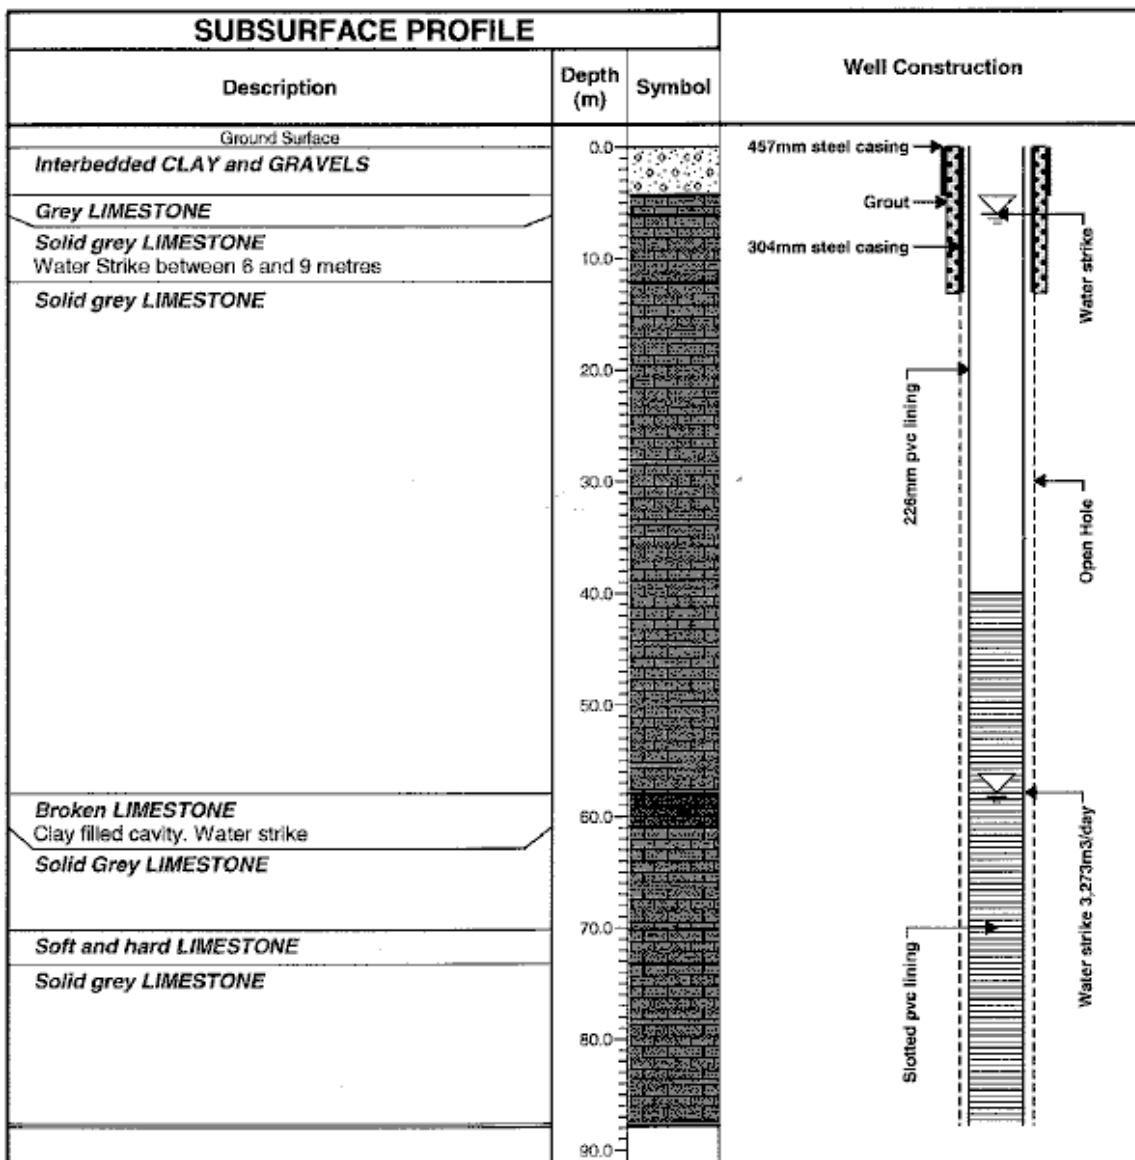 SUBSURFACE PROFILE
Description
Depth
(m)
Symbol
Well Construction
Ground Surface
Interbedded CLAY and GRAVELS
Grey LIMESTONE
Solid grey LIMESTONE
Water Strike between 6 and 9 metres
Solid grey LIMESTONE
Broken LIMESTONE
Clay filled cavity. Water strike
Solid Grey LIMESTONE
Soft and hard LIMESTONE
Solid grey LIMESTONE
0.0
10.0
20.0
30.0
40.0
50.0
60.0
70.0
80.0
90.0
457mm steel casing
Grout
304mm steel casing
Water strike
226mm pvc lining
Open Hole
Water strike 3,273m3/day
Slotted pvc lining